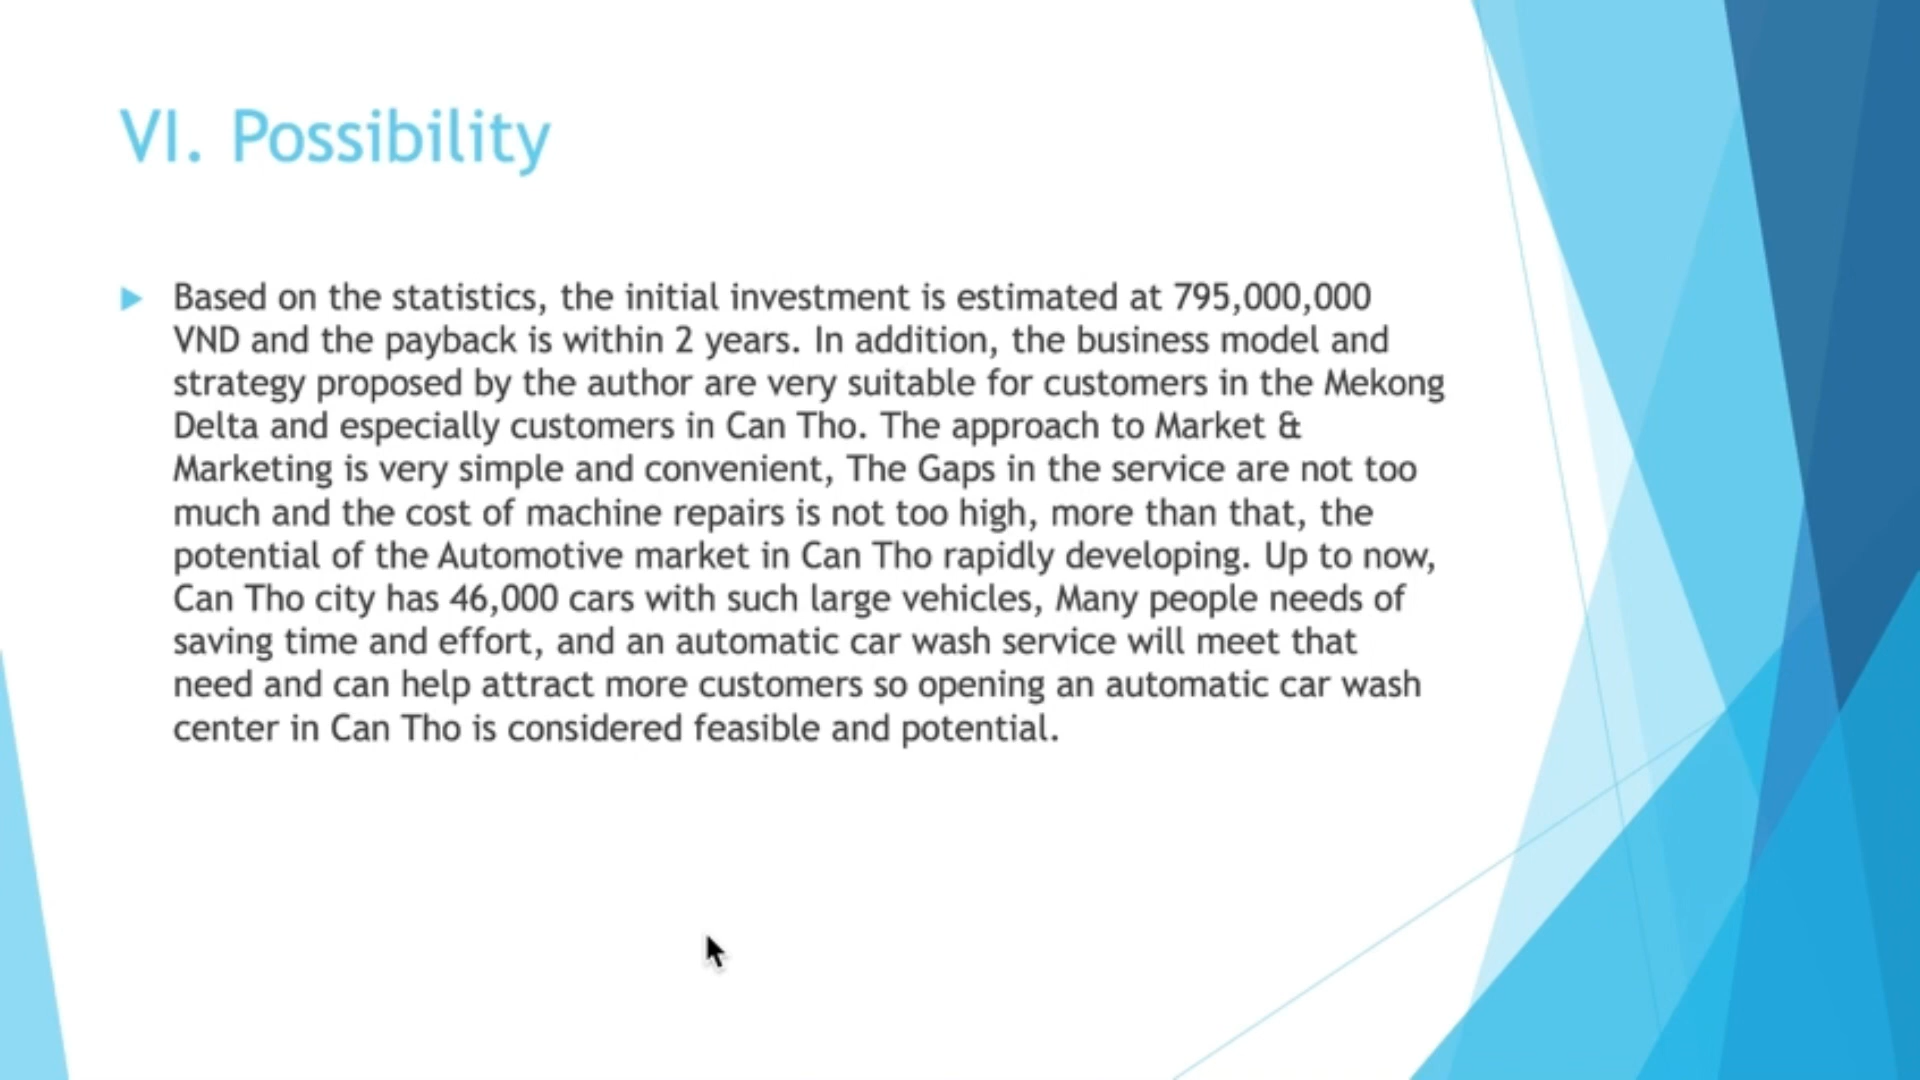 VI. Possibility
Based on the statistics, the initial investment is estimated at 795,000,000
VND and the payback is within 2 years. In addition, the business model and
strategy proposed by the author are very suitable for customers in the Mekong
Delta and especially customers in Can Tho. The approach to Market &
Marketing is very simple and convenient, The Gaps in the service are not too
much and the cost of machine repairs is not too high, more than that, the
potential of the Automotive market in Can Tho rapidly developing. Up to now,
Can Tho city has 46,000 cars with such large vehicles, Many people needs of
saving time and effort, and an automatic car wash service will meet that
need and can help attract more customers so opening an automatic car wash
center in Can Tho is considered feasible and potential.